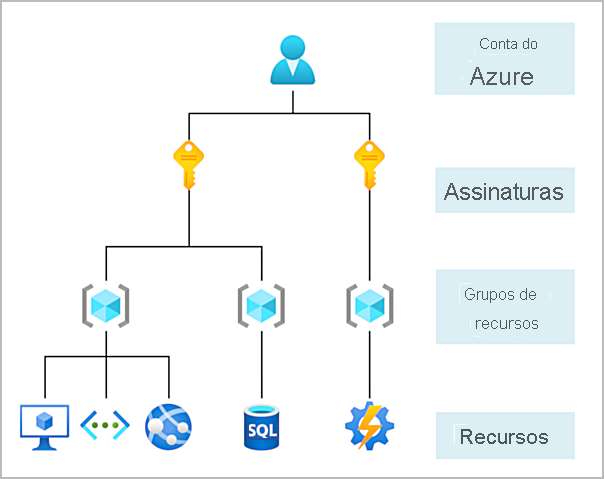 Conta do
Azure
Assinaturas
Grupos de
recursos
SQL
Recursos